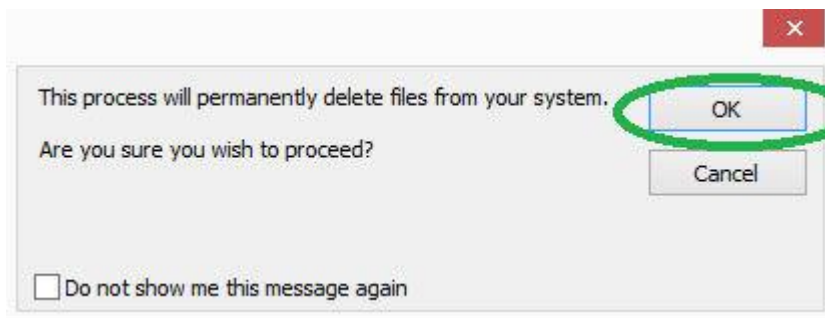 This process will permanently delete files from your system.
OK
Are you sure you wish to proceed?
Cancel
Do not show me this message again